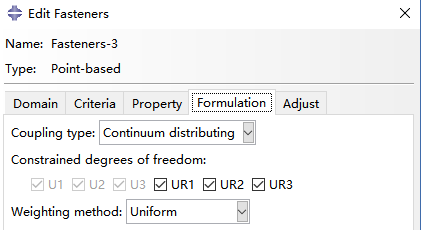 Edit Fasteners
Name: Fasteners-3
Type: Point-based
Domain Criteria Property Formulation Adjust
Coupling type: Continuum distributing
Constrained degrees of freedom:
U1 U2 U3 UR1 UR2 UR3
Weighting method: Uniform